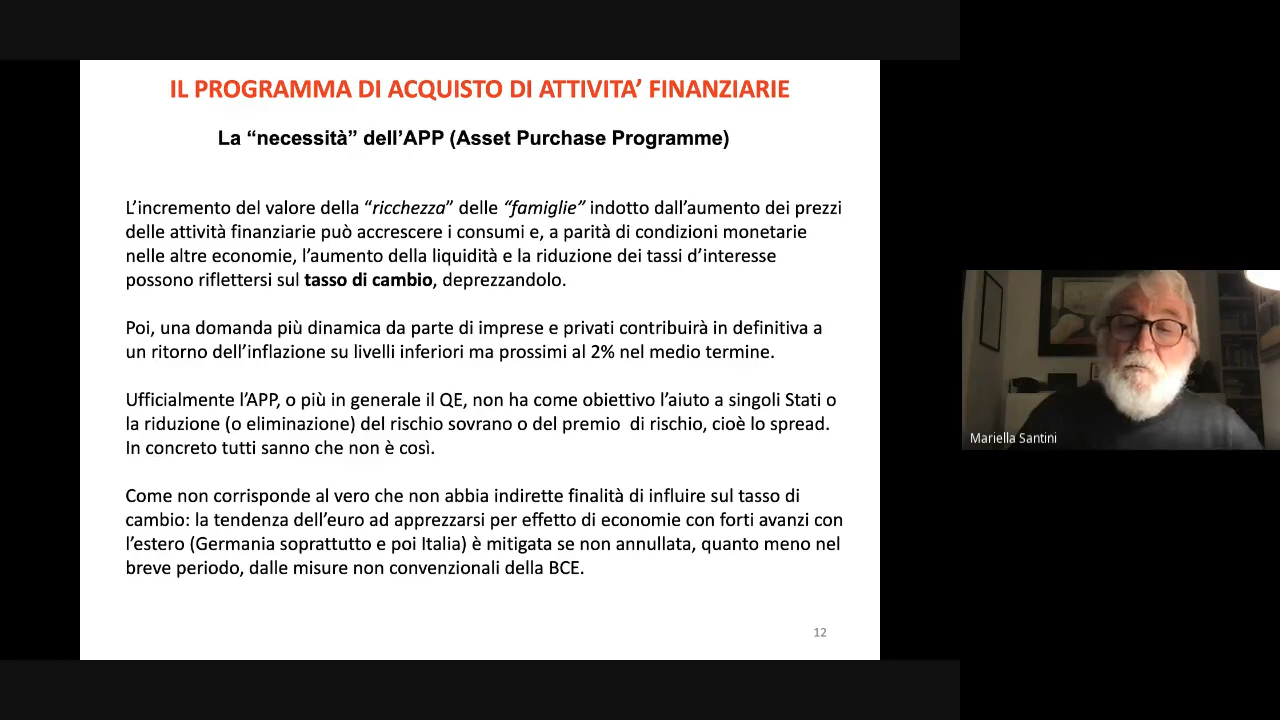 IL PROGRAMMA DI ACQUISTO DI ATTIVITA’ FINANZIARIE
La “necessità” dell’APP (Asset Purchase Programme)
L’incremento del valore della “ricchezza” delle “famiglie” indotto dall’aumento dei prezzi
delle attività finanziarie può accrescere i consumi e, a parità di condizioni monetarie
nelle altre economie, l’aumento della liquidità e la riduzione dei tassi d’interesse
possono riflettersi sul tasso di cambio, deprezzandolo.
Poi, una domanda più dinamica da parte di imprese e privati contribuirà in definitiva a
un ritorno dell’inflazione su livelli inferiori ma prossimi al 2% nel medio termine.
Ufficialmente l’APP, o più in generale il QE, non ha come obiettivo l’aiuto a singoli Stati o
la riduzione (o eliminazione) del rischio sovrano o del premio  di rischio, cioè lo spread.
In concreto tutti sanno che non è così.
Come non corrisponde al vero che non abbia indirette finalità di influire sul tasso di
cambio: la tendenza dell’euro ad apprezzarsi per effetto di economie con forti avanzi con
l’estero (Germania soprattutto e poi Italia) è mitigata se non annullata, quanto meno nel
breve periodo, dalle misure non convenzionali della BCE.
12
Mariella Santini